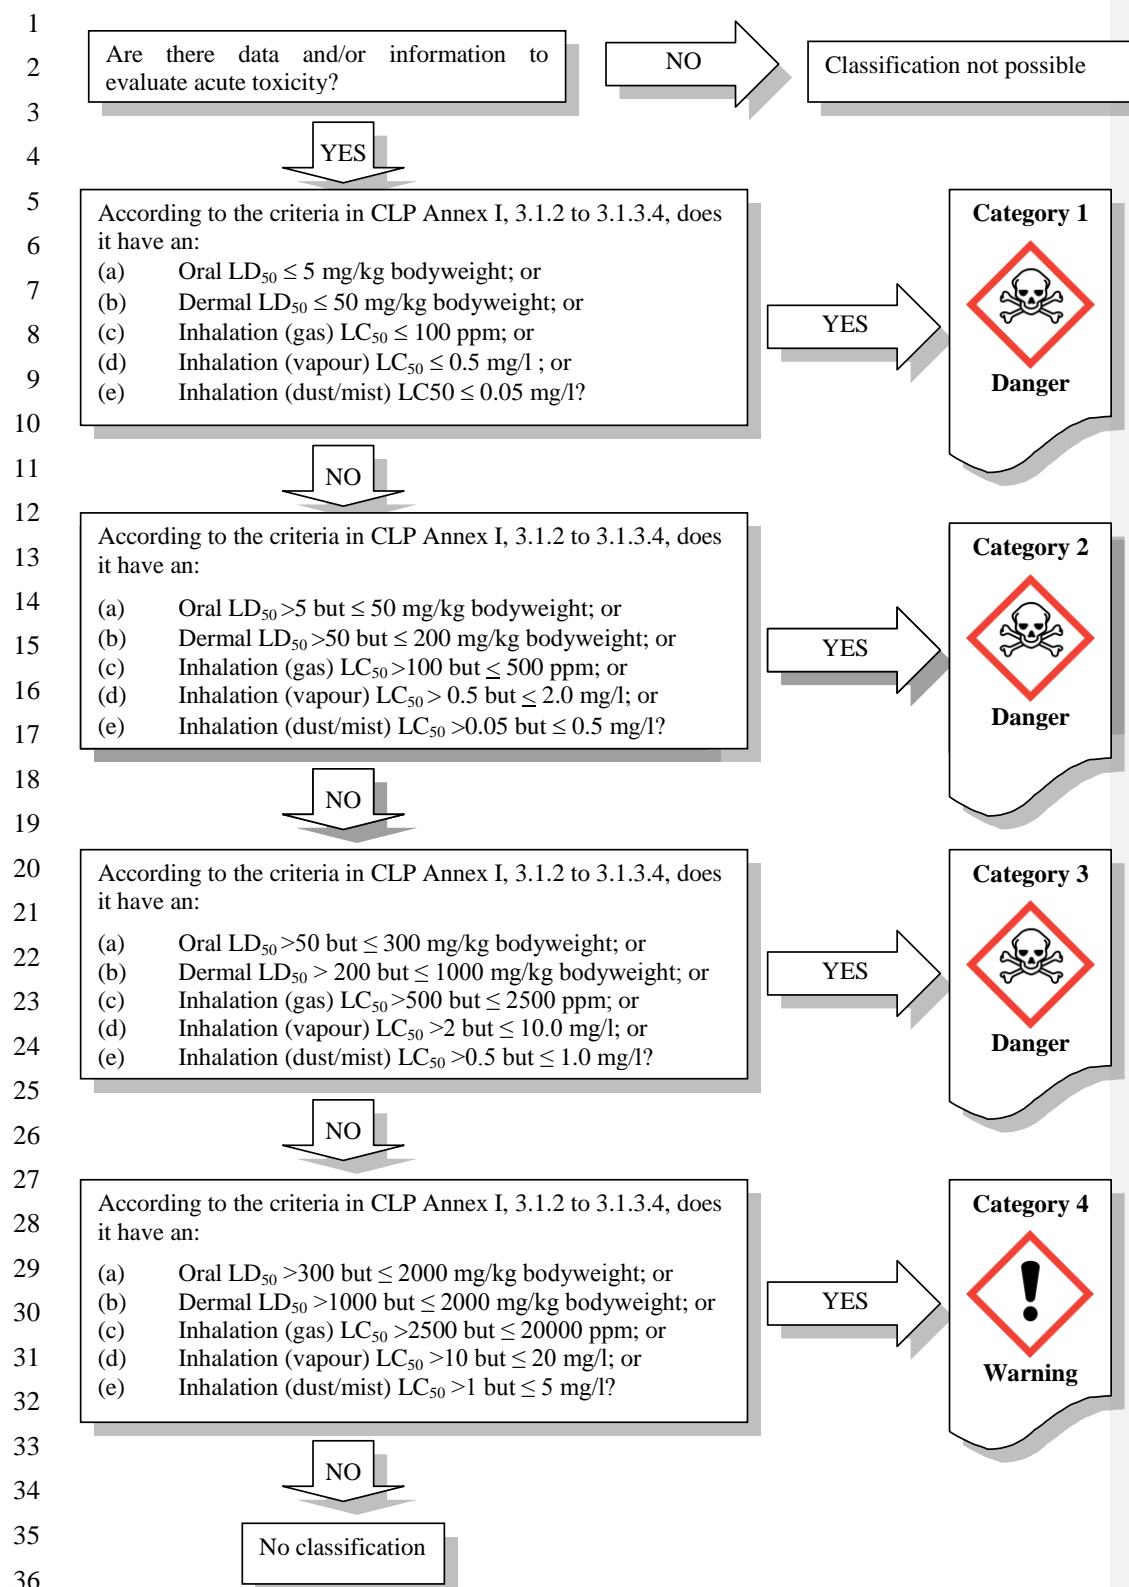 1
Are there data and/or information to
evaluate acute toxicity?
NO
Classification not possible
2
3
4
YES
5
According to the criteria in CLP Annex I, 3.1.2 to 3.1.3.4, does
it have an:
6
(a) Oral LD50 ≤ 5 mg/kg bodyweight; or
7
(b) Dermal LD50 ≤ 50 mg/kg bodyweight; or
8
(c) Inhalation (gas) LC50 ≤ 100 ppm; or
(d) Inhalation (vapour) LC50 ≤ 0.5 mg/l ; or
9
(e) Inhalation (dust/mist) LC50 ≤ 0.05 mg/l?
YES
Category 1
Danger
10
11
NO
12
According to the criteria in CLP Annex I, 3.1.2 to 3.1.3.4, does
13
it have an:
14
(a) Oral LD50 >5 but ≤ 50 mg/kg bodyweight; or
15
(b) Dermal LD50 >50 but ≤ 200 mg/kg bodyweight; or
(c) Inhalation (gas) LC50 >100 but ≤ 500 ppm; or
16
(d) Inhalation (vapour) LC50 > 0.5 but ≤ 2.0 mg/l; or
17
(e) Inhalation (dust/mist) LC50 >0.05 but ≤ 0.5 mg/l?
YES
Category 2
Danger
18
NO
19
20
According to the criteria in CLP Annex I, 3.1.2 to 3.1.3.4, does
it have an:
21
(a) Oral LD50 >50 but ≤ 300 mg/kg bodyweight; or
22
(b) Dermal LD50 > 200 but ≤ 1000 mg/kg bodyweight; or
23
(c) Inhalation (gas) LC50 >500 but ≤ 2500 ppm; or
(d) Inhalation (vapour) LC50 >2 but ≤ 10.0 mg/l; or
24
(e) Inhalation (dust/mist) LC50 >0.5 but ≤ 1.0 mg/l?
YES
Category 3
Danger
25
26
NO
27
According to the criteria in CLP Annex I, 3.1.2 to 3.1.3.4, does
28
it have an:
29
(a) Oral LD50 >300 but ≤ 2000 mg/kg bodyweight; or
30
(b) Dermal LD50 >1000 but ≤ 2000 mg/kg bodyweight; or
(c) Inhalation (gas) LC50 >2500 but ≤ 20000 ppm; or
31
(d) Inhalation (vapour) LC50 >10 but ≤ 20 mg/l; or
32
(e) Inhalation (dust/mist) LC50 >1 but ≤ 5 mg/l?
YES
Category 4
!
Warning
33
NO
34
35
No classification
36